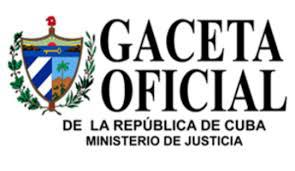 GACETA
OFICIAL
DE LA REPÚBLICA DE CUBA
MINISTERIO DE JUSTICIA